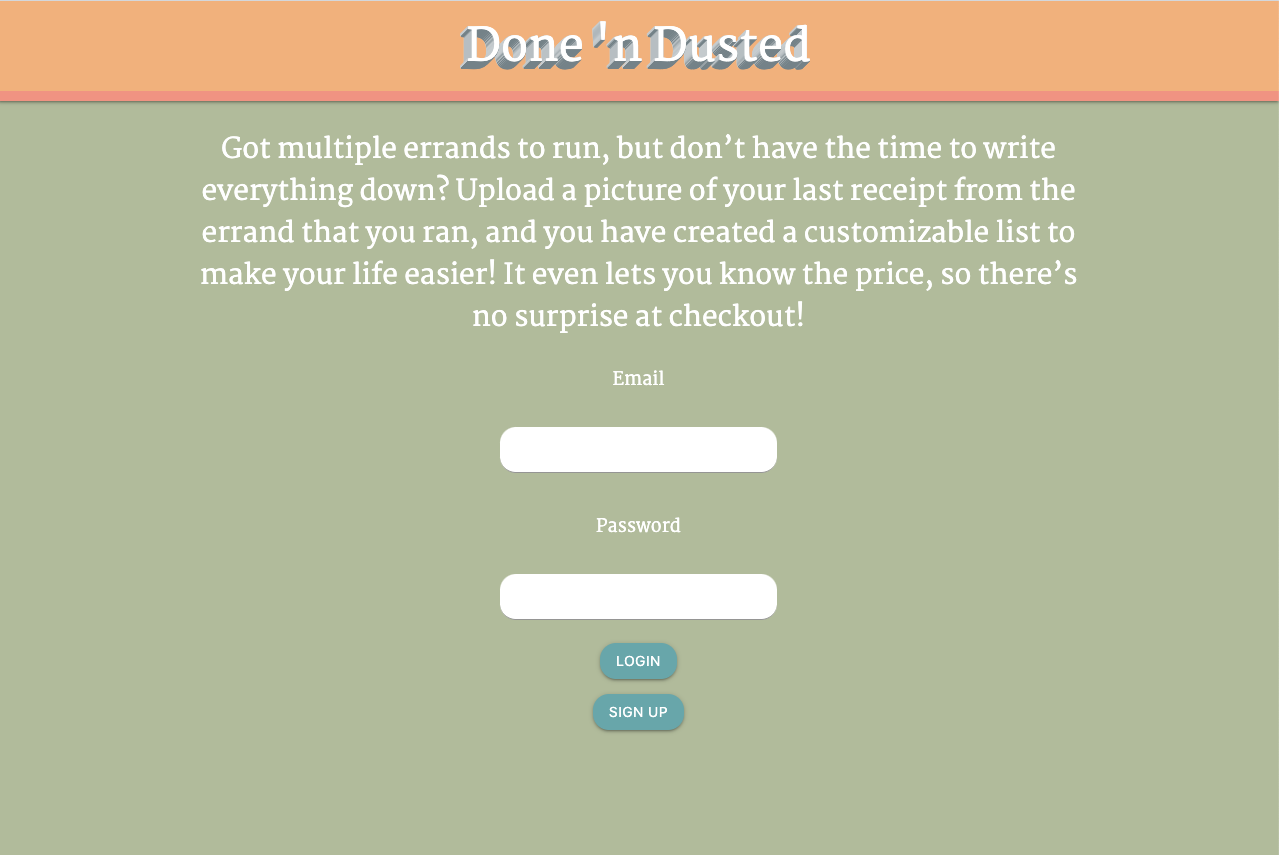 Done 'n Dusted
Got multiple errands to run, but don’t have the time to write
everything down? Upload a picture of your last receipt from the
errand that you ran, and you have created a customizable list to
make your life easier! It even lets you know the price, so there’s
no surprise at checkout!
Email
Password
LOGIN
SIGN UP